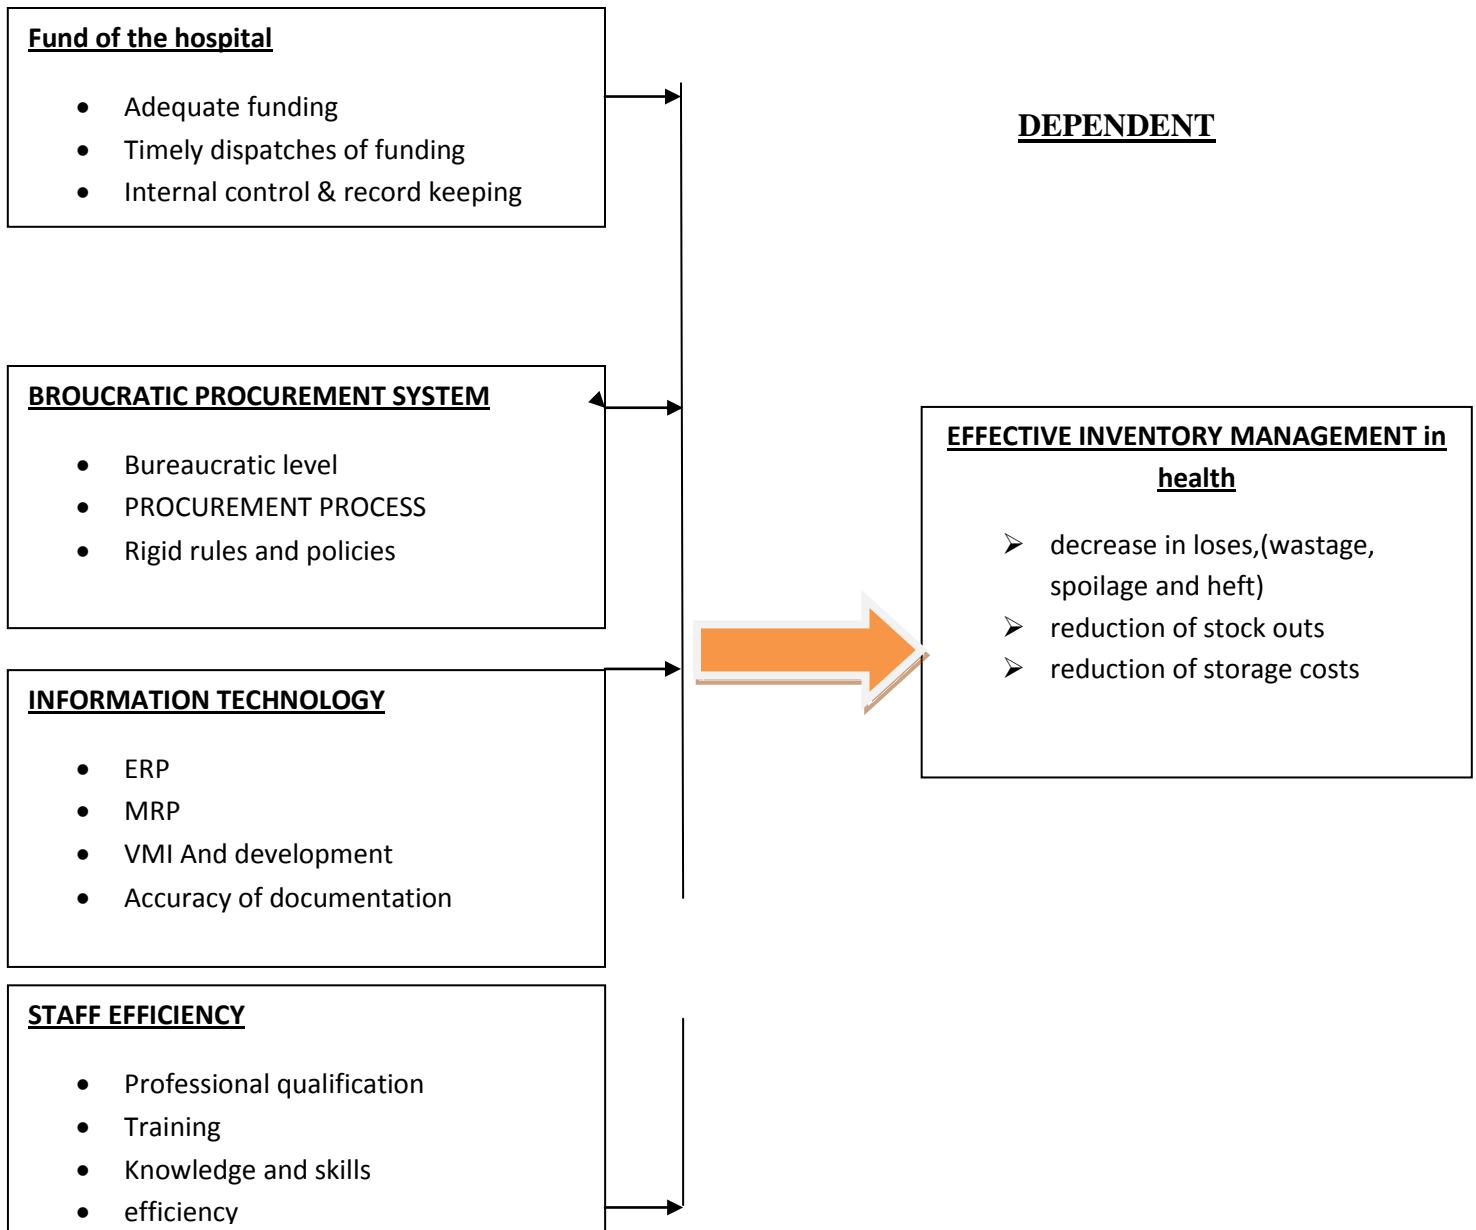 Fund of the hospital
• Adequate funding
• Timely dispatches of funding
• Internal control & record keeping
DEPENDENT
BROUCRATIC PROCUREMENT SYSTEM
• Bureaucratic level
• PROCUREMENT PROCESS
• Rigid rules and policies
EFFECTIVE INVENTORY MANAGEMENT in
health
➢ decrease in loses,(wastage,
spoilage and heft)
➢ reduction of stock outs
➢ reduction of storage costs
INFORMATION TECHNOLOGY
• ERP
• MRP
• VMI And development
• Accuracy of documentation
STAFF EFFICIENCY
• Professional qualification
• Training
• Knowledge and skills
• efficiency